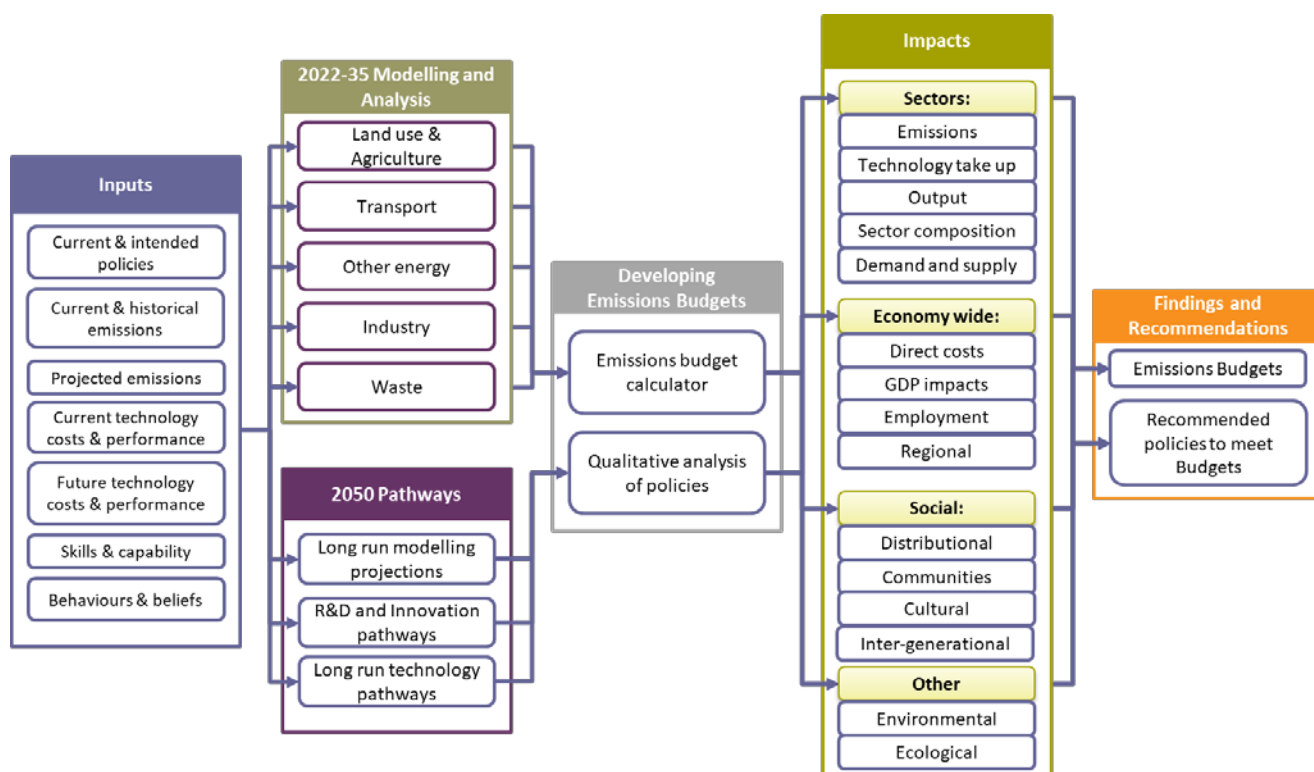 Inputs
Current & intended
policies
Current & historical
emissions
Projected emissions
Current technology
costs & performance
Future technology
costs & performance
Skills & capability
Behaviours & beliefs
2022-35 Modelling and
Analysis
Land use &
Agriculture
Transport
Other energy
Industry
Waste
2050 Pathways
Long run modelling
projections
R&D and Innovation
pathways
Long run technology
pathways
Developing
Emissions Budgets
Emissions budget
calculator
Qualitative analysis
of policies
Impacts
Sectors:
Emissions
Technology take up
Output
Sector composition
Demand and supply
Economy wide:
Direct costs
GDP impacts
Employment
Regional
Social:
Distributional
Communities
Cultural
Inter-generational
Other
Environmental
Ecological
Findings and
Recommendations
Emissions Budgets
Recommended
policies to meet
Budgets